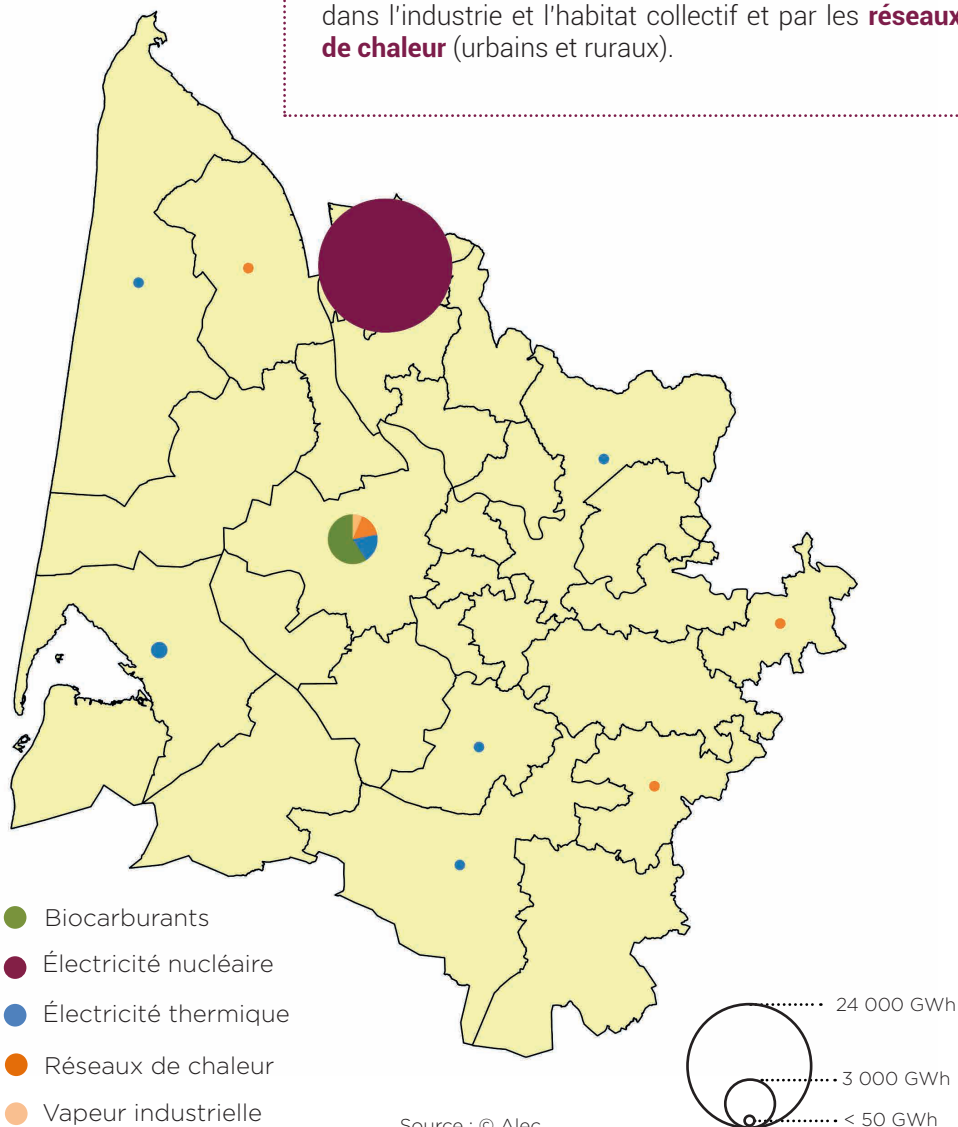 dans l'industrie et l'habitat collectif et par les réseaux
de chaleur (urbains et ruraux).
Biocarburants
Électricité nucléaire
Électricité thermique
Réseaux de chaleur
Vapeur industrielle
24 000 GWh
3 000 GWh
< 50 GWh
Source : © Alec